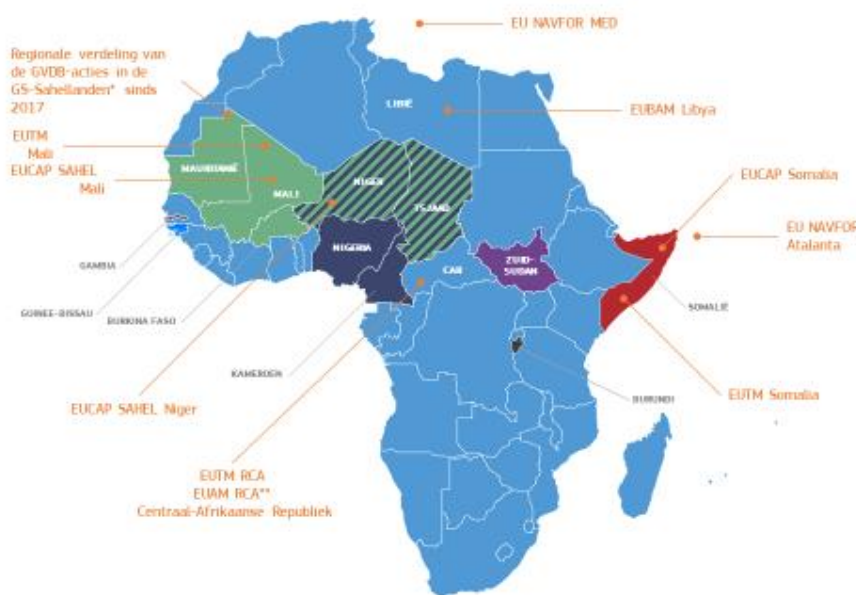 EU NAVFOR MED
Regionale verdeling van
de GVDB-acties in de
G5-Sahellanden* sinds
2017
LIBIË
EUBAM Libya
EUTM
Mali
EUCAP SAHEL
Mali
MAURITANIË
MALI
NIGER
TSJAAD
EUCAP Somalia
EU NAVFOR
Atalanta
NIGERIA
CAR
ZUID-
SUDAN
GAMBIA
GUINEE-BISSAU
BURKINA FASO
SOMALIË
KAMEROEN
BURUNDI
EUCAP SAHEL Niger
EUTM Somalia
EUTM RCA
EUAM RCA**
Centraal-Afrikaanse Republiek